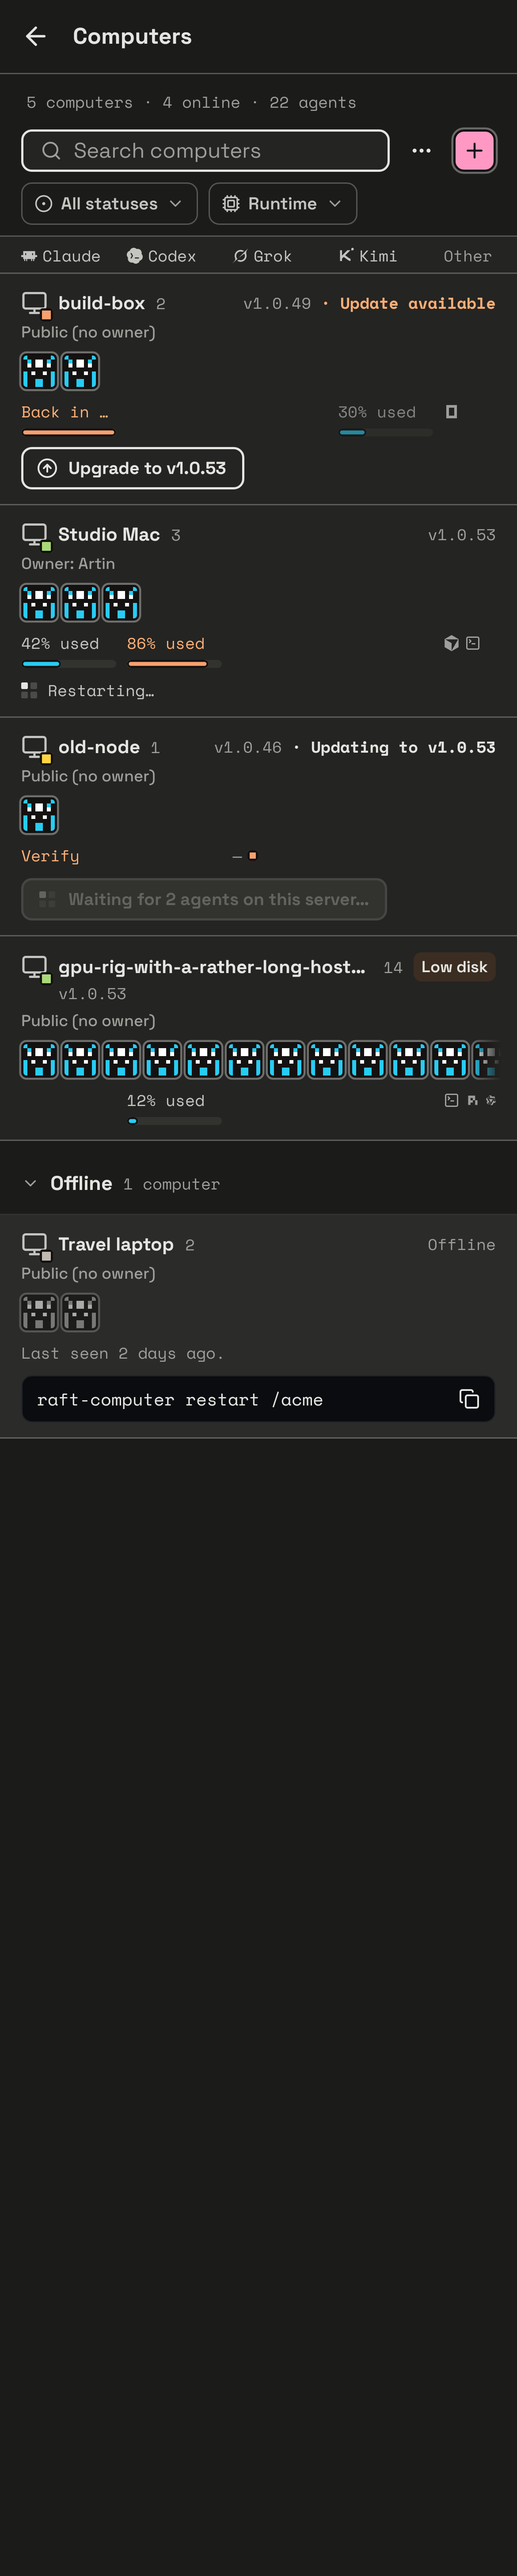 Computers
5 computers · 4 online · 22 agents
Search computers
All statuses
Runtime
Claude
Codex
Grok
Kimi
Other
build-box 2 v1.0.49 · Update available
Public (no owner)
Back in … 30% used
Upgrade to v1.0.53
Studio Mac 3 v1.0.53
Owner: Artin
42% used 86% used
Restarting…
old-node 1 v1.0.46 · Updating to v1.0.53
Public (no owner)
Verify —
Waiting for 2 agents on this server…
gpu-rig-with-a-rather-long-host… 14 Low disk
v1.0.53
Public (no owner)
12% used
Offline 1 computer
Travel laptop 2 Offline
Public (no owner)
Last seen 2 days ago.
raft-computer restart /acme